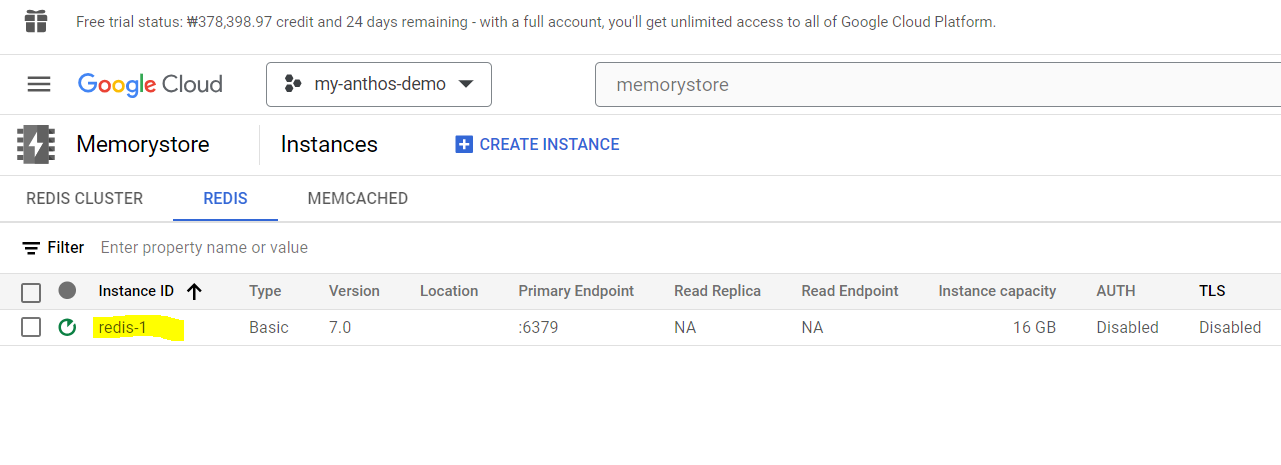 Free trial status: ₩378,398.97 credit and 24 days remaining - with a full account, you'll get unlimited access to all of Google Cloud Platform.
Google Cloud my-anthos-demo memorystore
Memorystore Instances CREATE INSTANCE
REDIS CLUSTER REDIS MEMCACHED
Filter Enter property name or value
Instance ID Type Version Location Primary Endpoint Read Replica Read Endpoint Instance capacity AUTH TLS
redis-1 Basic 7.0 :6379 NA NA 16 GB Disabled Disabled